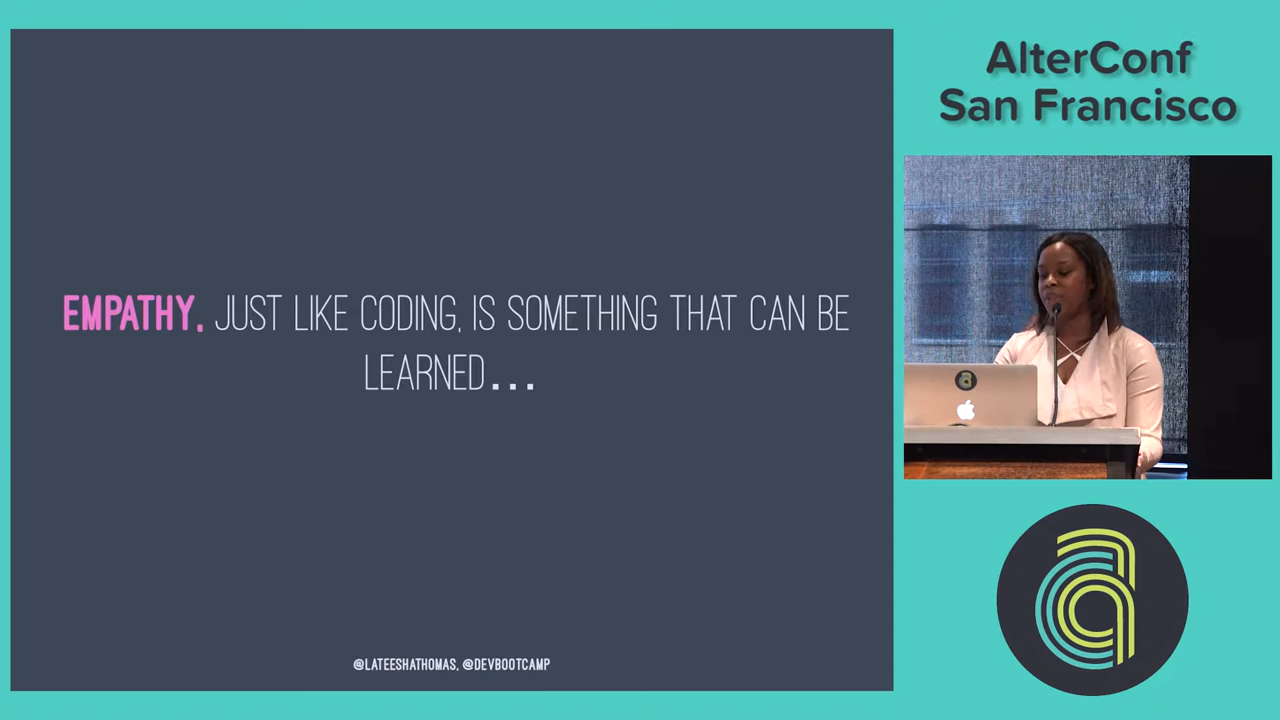 EMPATHY, JUST LIKE CODING, IS SOMETHING THAT CAN BE
LEARNED...
@LATEESHATHOMAS, @DEVBOOTCAMP
AlterConf
San Francisco